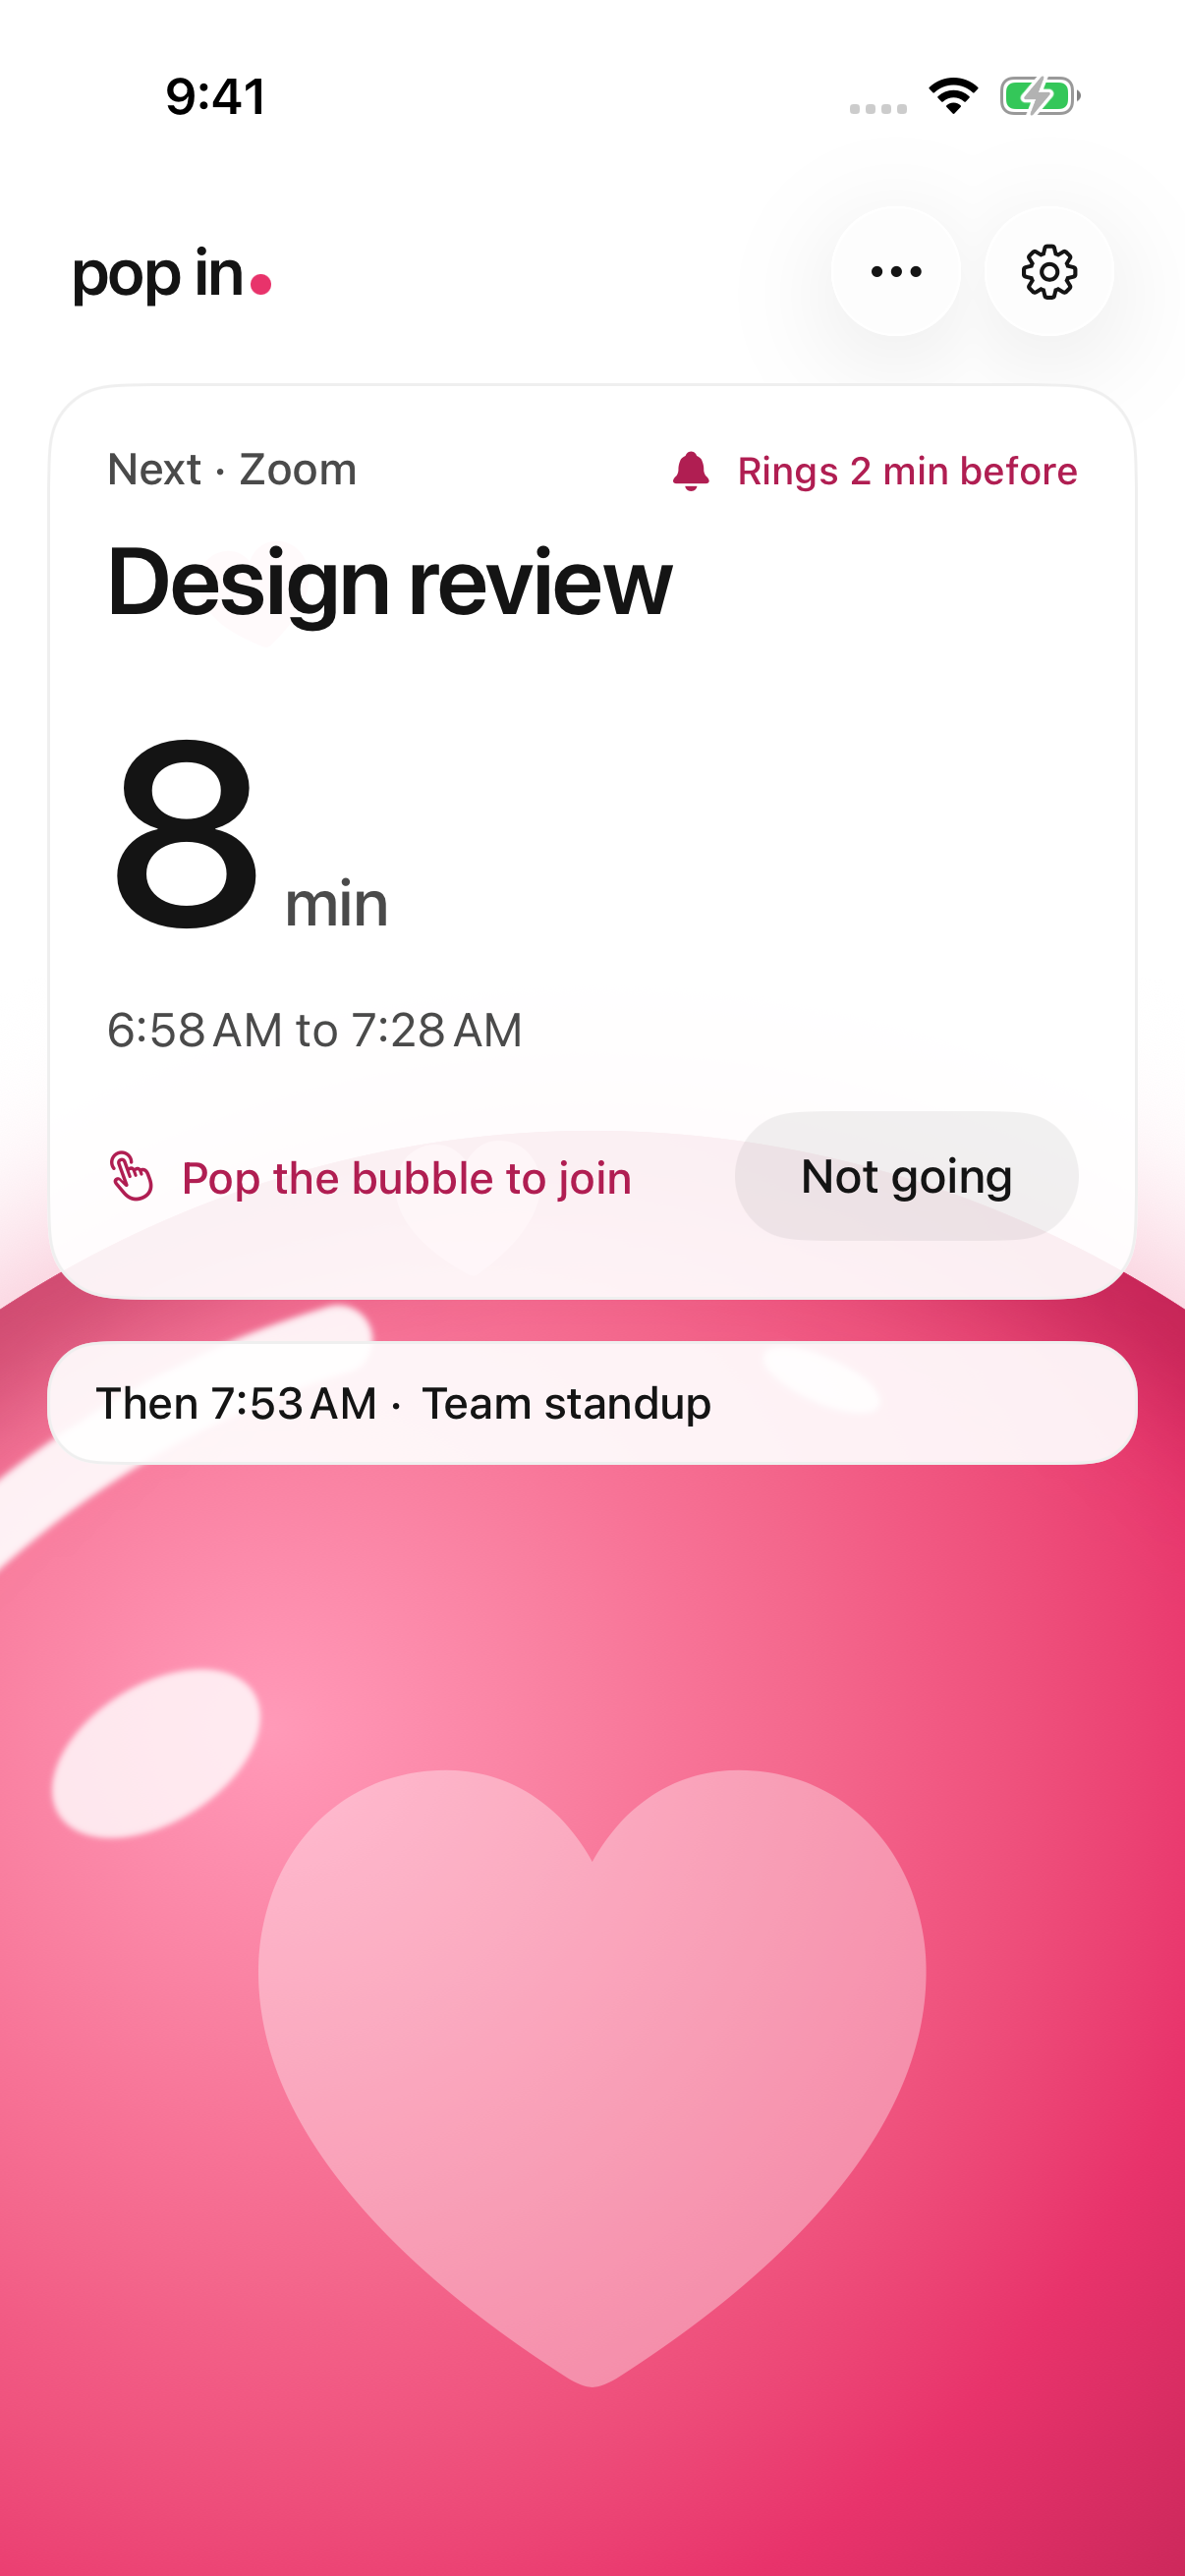 9:41
pop in
Next · Zoom
Rings 2 min before
Design review
8 min
6:58 AM to 7:28 AM
Pop the bubble to join
Not going
Then 7:53 AM · Team standup